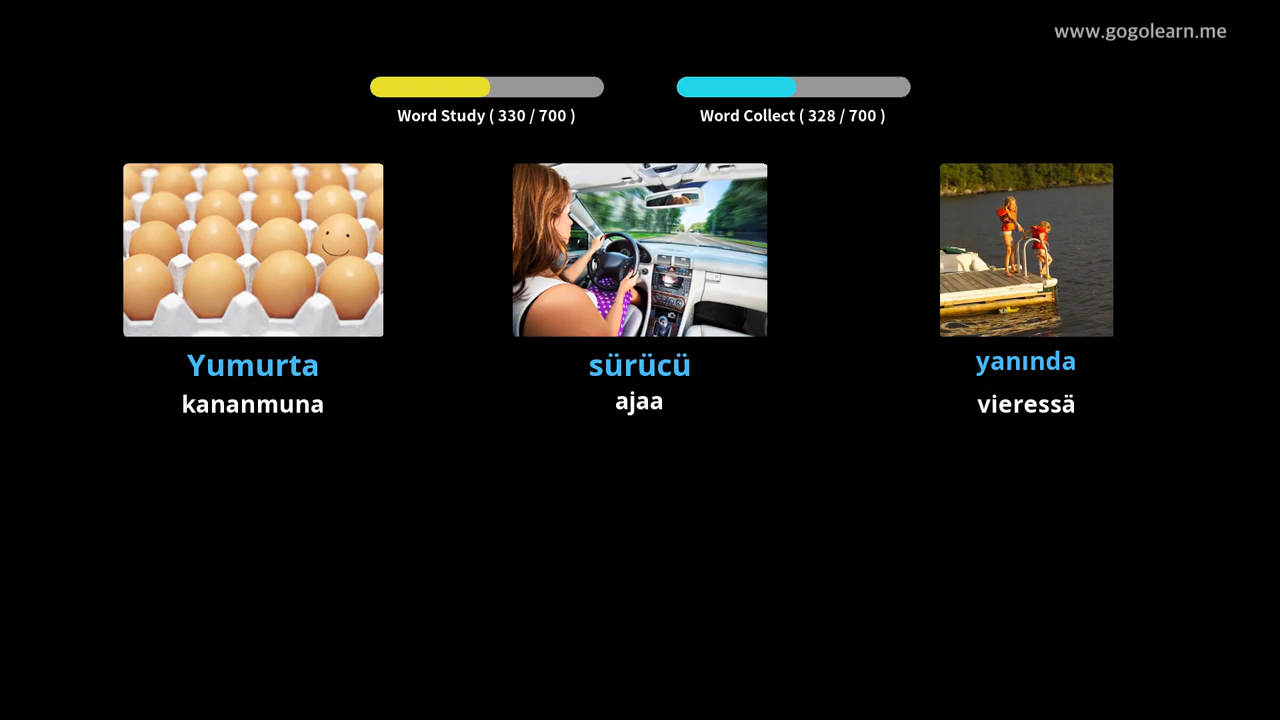 www.gogolearn.me
Word Study ( 330 / 700 )
Word Collect ( 328 / 700 )
Yumurta
kananmuna
sürücü
ajaa
yanında
vieressä